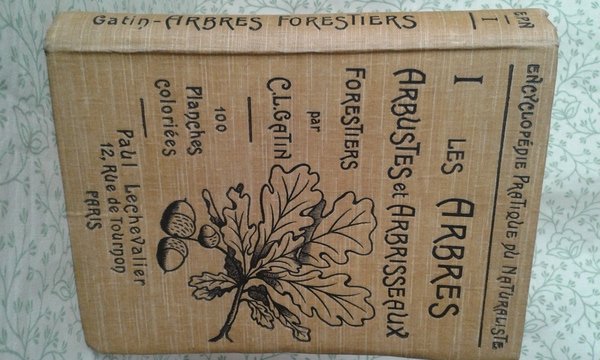 ENCYCLOPÉDIE PRATIQUE DU NATURALISTE
I
LES ARBRES
ARBUSTES et ARBRISSEAUX
FORESTIERS
par
C.L. GATIN
100
Planches
coloriées
Paul Lechevalier
12, Rue de Tournon
PARIS
EPN
I
Gatin-ARBRES FORESTIERS